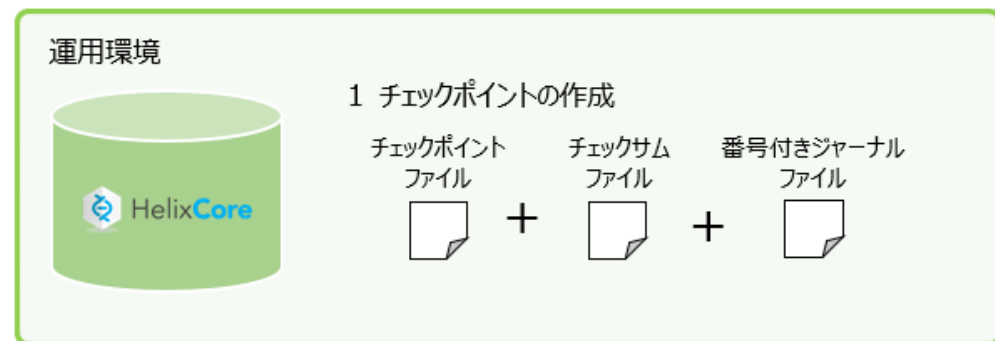 運用環境
1 チェックポイントの作成
チェックポイント
ファイル
チェックサム
ファイル
番号付きジャーナル
ファイル
+
+
HelixCore